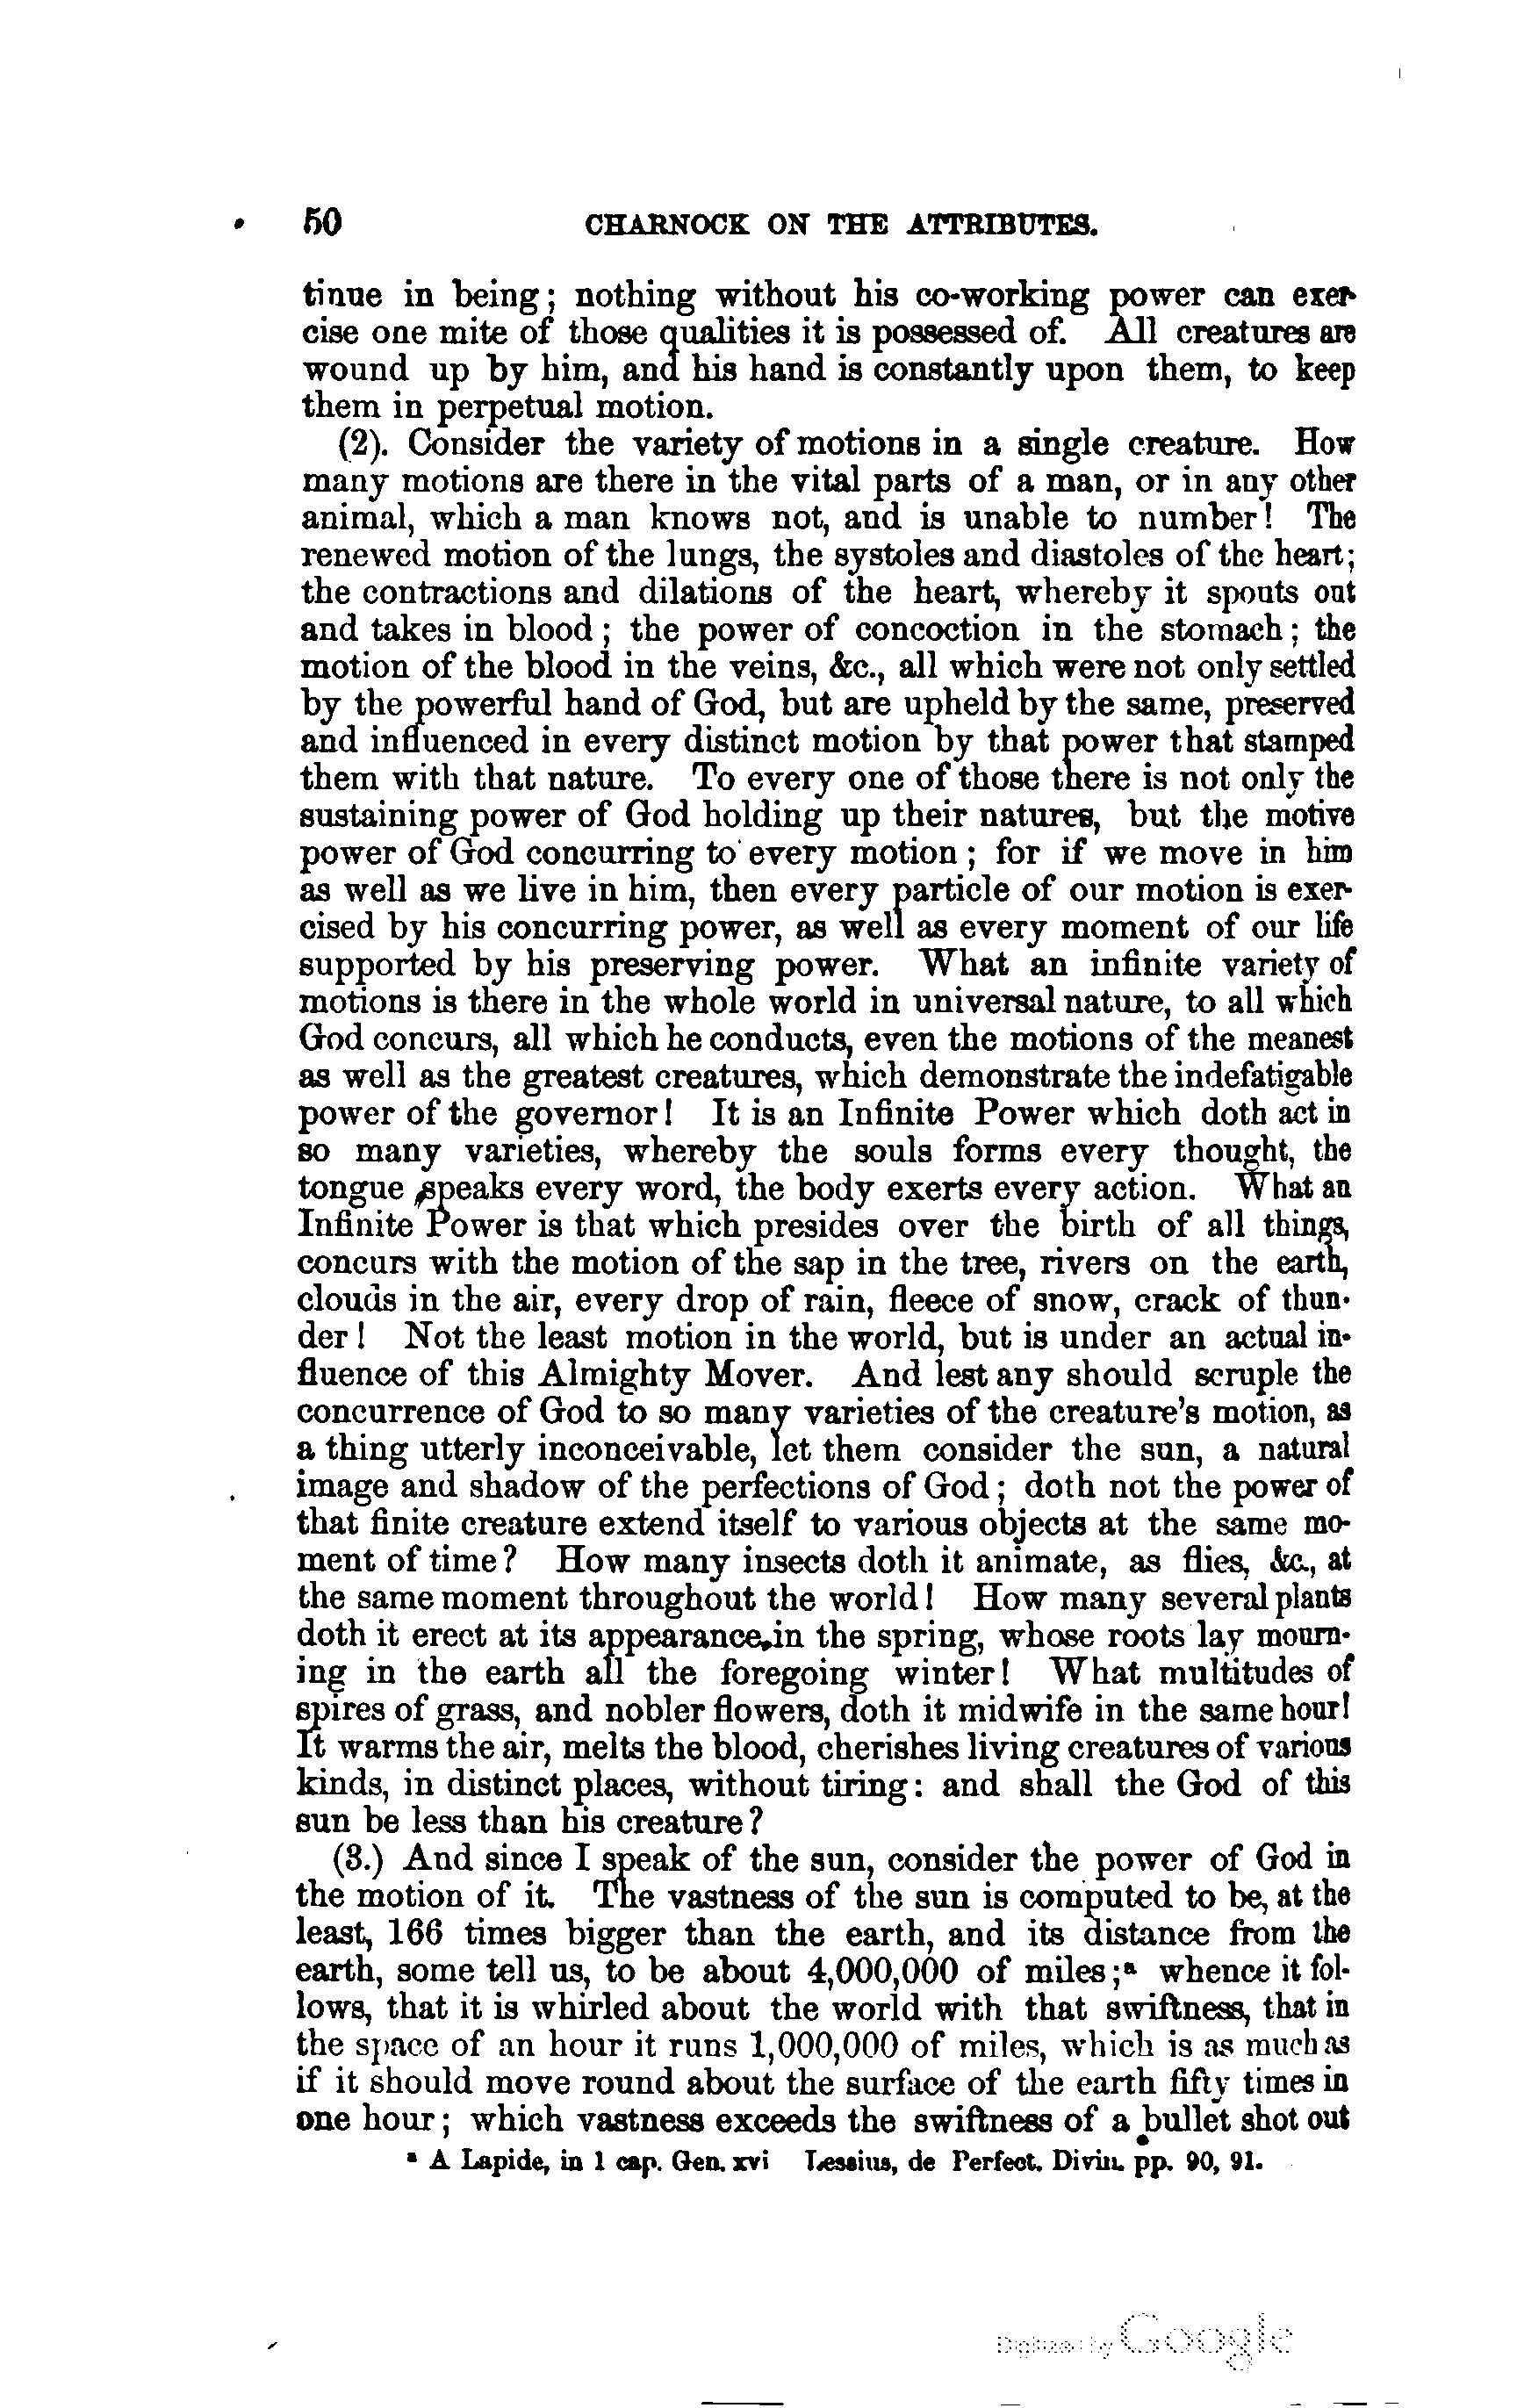 50 CHARNOCK ON THE ATTRIBUTES.
tinue in being; nothing without his co-working power can exer-
cise one mite of those qualities it is possessed of. All creatures are
wound up by him, and his hand is constantly upon them, to keep
them in perpetual motion.
(2). Consider the variety of motions in a single creature. How
many motions are there in the vital parts of a man, or in any other
animal, which a man knows not, and is unable to number! The
renewed motion of the lungs, the systoles and diastoles of the heart;
the contractions and dilations of the heart, whereby it spouts out
and takes in blood; the power of concoction in the stomach; the
motion of the blood in the veins, &c., all which were not only settled
by the powerful hand of God, but are upheld by the same, preserved
and influenced in every distinct motion by that power that stamped
them with that nature. To every one of those there is not only the
sustaining power of God holding up their natures, but the motive
power of God concurring to every motion; for if we move in him
as well as we live in him, then every particle of our motion is exer-
cised by his concurring power, as well as every moment of our life
supported by his preserving power. What an infinite variety of
motions is there in the whole world in universal nature, to all which
God concurs, all which he conducts, even the motions of the meanest
as well as the greatest creatures, which demonstrate the indefatigable
power of the governor! It is an Infinite Power which doth act in
so many varieties, whereby the souls forms every thought, the
tongue speaks every word, the body exerts every action. What an
Infinite Power is that which presides over the birth of all things,
concurs with the motion of the sap in the tree, rivers on the earth,
clouds in the air, every drop of rain, fleece of snow, crack of thun-
der! Not the least motion in the world, but is under an actual in-
fluence of this Almighty Mover. And lest any should scruple the
concurrence of God to so many varieties of the creature's motion, as
a thing utterly inconceivable, let them consider the sun, a natural
image and shadow of the perfections of God; doth not the power of
that finite creature extend itself to various objects at the same mo-
ment of time? How many insects doth it animate, as flies, &c., at
the same moment throughout the world! How many several plants
doth it erect at its appearance in the spring, whose roots lay mourn-
ing in the earth all the foregoing winter! What multitudes of
spires of grass, and nobler flowers, doth it midwife in the same hour!
It warms the air, melts the blood, cherishes living creatures of various
kinds, in distinct places, without tiring: and shall the God of this
sun be less than his creature?
(3.) And since I speak of the sun, consider the power of God in
the motion of it. The vastness of the sun is computed to be, at the
least, 166 times bigger than the earth, and its distance from the
earth, some tell us, to be about 4,000,000 of miles;a whence it fol-
lows, that it is whirled about the world with that swiftness, that in
the space of an hour it runs 1,000,000 of miles, which is as much as
if it should move round about the surface of the earth fifty times in
one hour; which vastness exceeds the swiftness of a bullet shot out
a A Lapide, in 1 cap. Gen. xvi Lessius, de Perfect. Divin. pp. 90, 91.
Digitized by Google